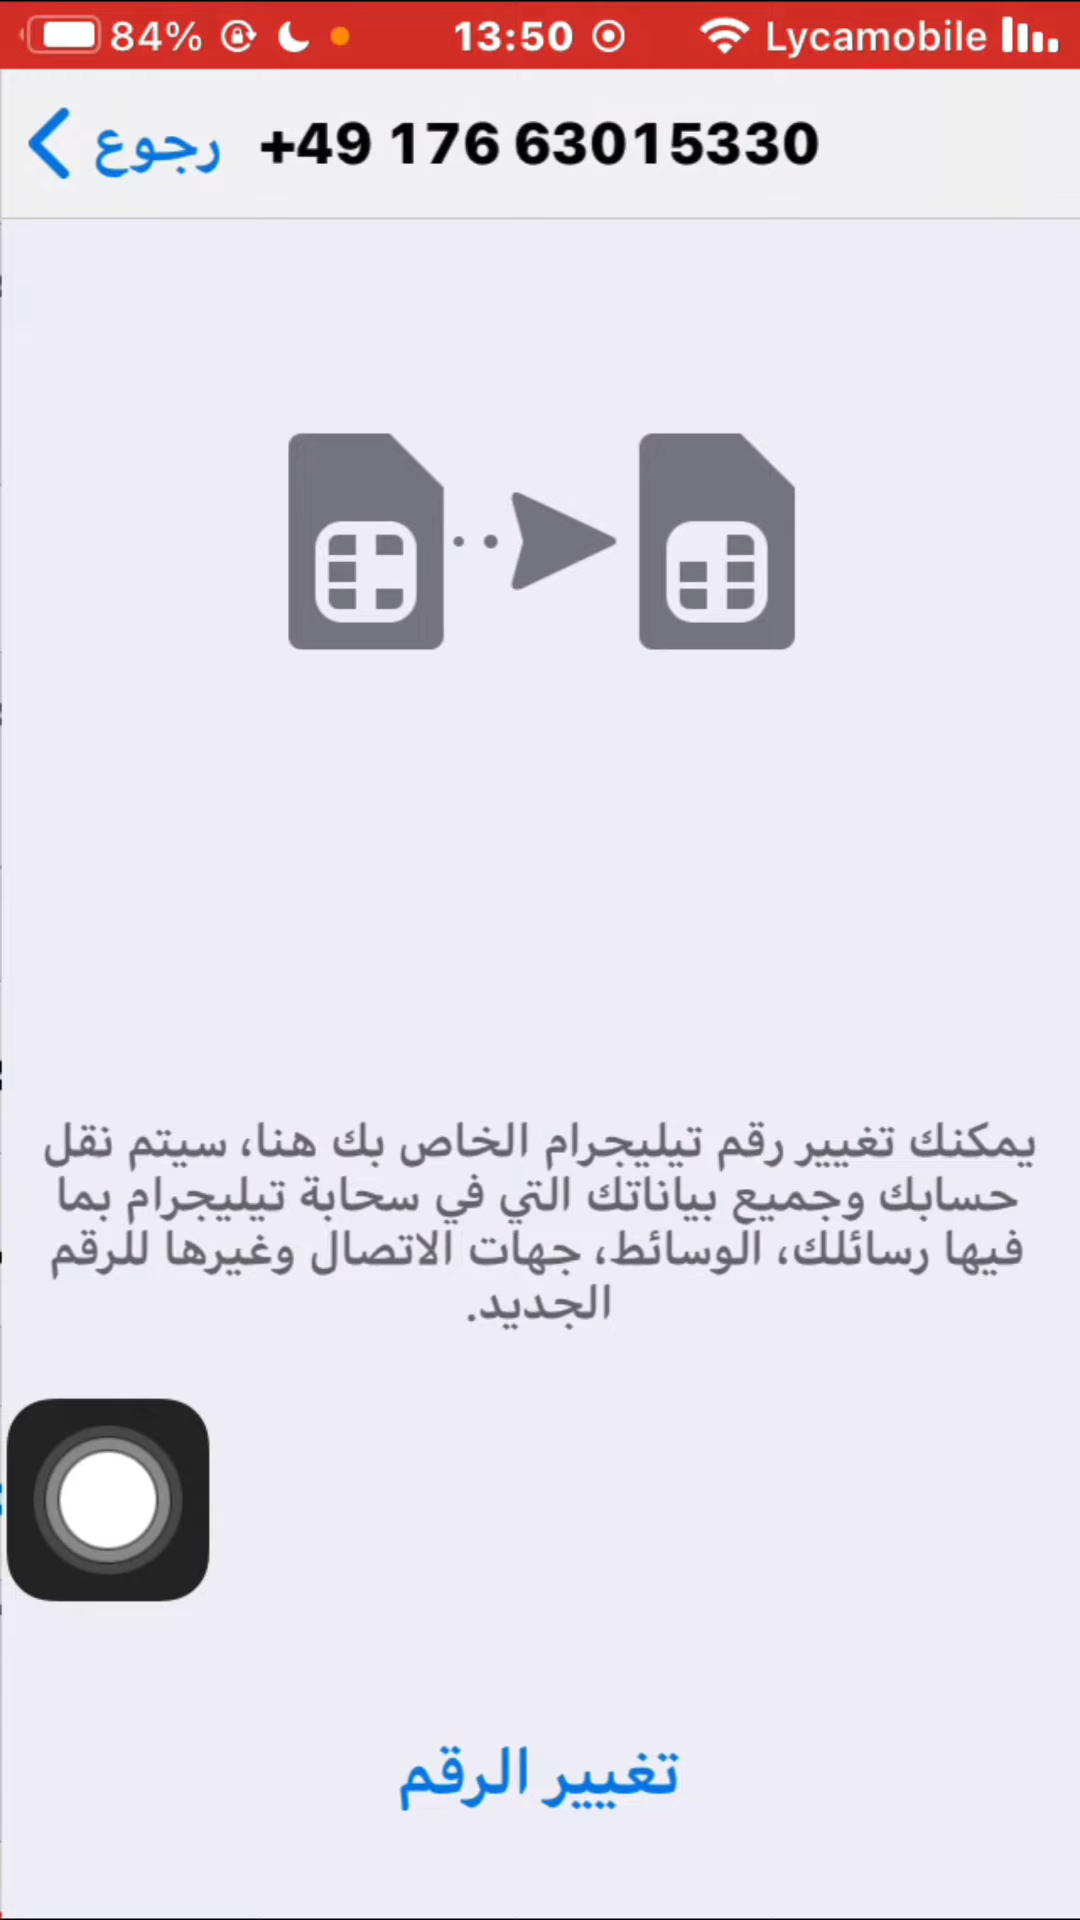 84% 13:50 Lycamobile
رجوع +49 176 63015330
يمكنك تغيير رقم تيليجرام الخاص بك هنا، سيتم نقل
حسابك وجميع بياناتك التي في سحابة تيليجرام بما
فيها رسائلك، الوسائط، جهات الاتصال وغيرها للرقم
الجديد.
تغيير الرقم